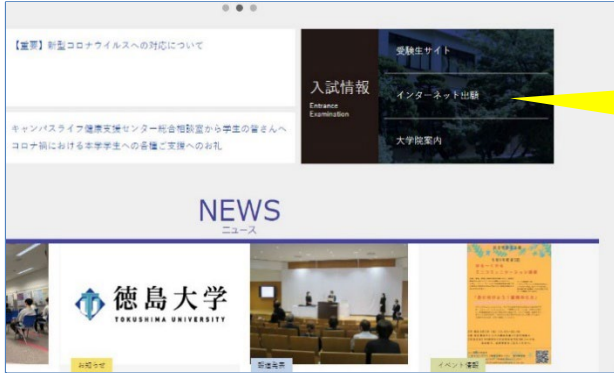 【重要】新型コロナウイルスへの対応について
キャンパスライフ健康支援センター総合相談室から学生の皆さんへ
コロナ禍における本学学生への各種ご支援へのお礼
入試情報
Entrance
Examination
受験生サイト
インターネット出願
大学院案内
NEWS
ニュース
徳島大学
TOKUSHIMA UNIVERSITY
お知らせ
報道発表
イベント情報